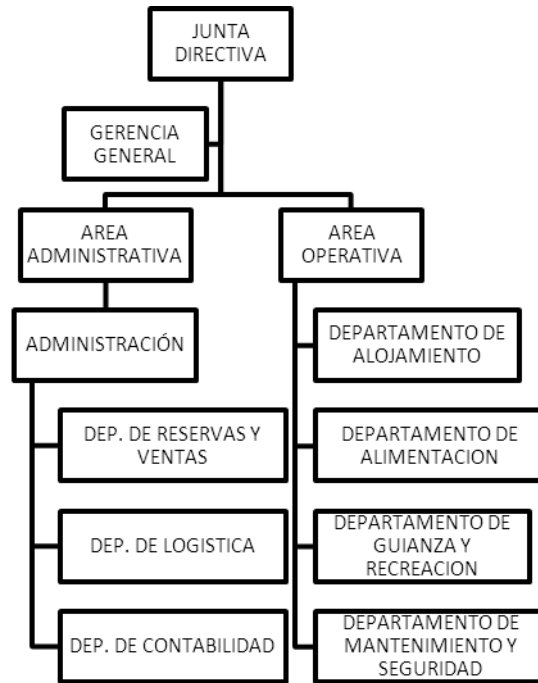 JUNTA
DIRECTIVA
GERENCIA
GENERAL
AREA
ADMINISTRATIVA
AREA
OPERATIVA
ADMINISTRACIÓN
DEPARTAMENTO DE
ALOJAMIENTO
DEP. DE RESERVAS Y
VENTAS
DEPARTAMENTO DE
ALIMENTACION
DEP. DE LOGISTICA
DEPARTAMENTO DE
GUIANZA Y
RECREACION
DEP. DE CONTABILIDAD
DEPARTAMENTO DE
MANTENIMIENTO Y
SEGURIDAD